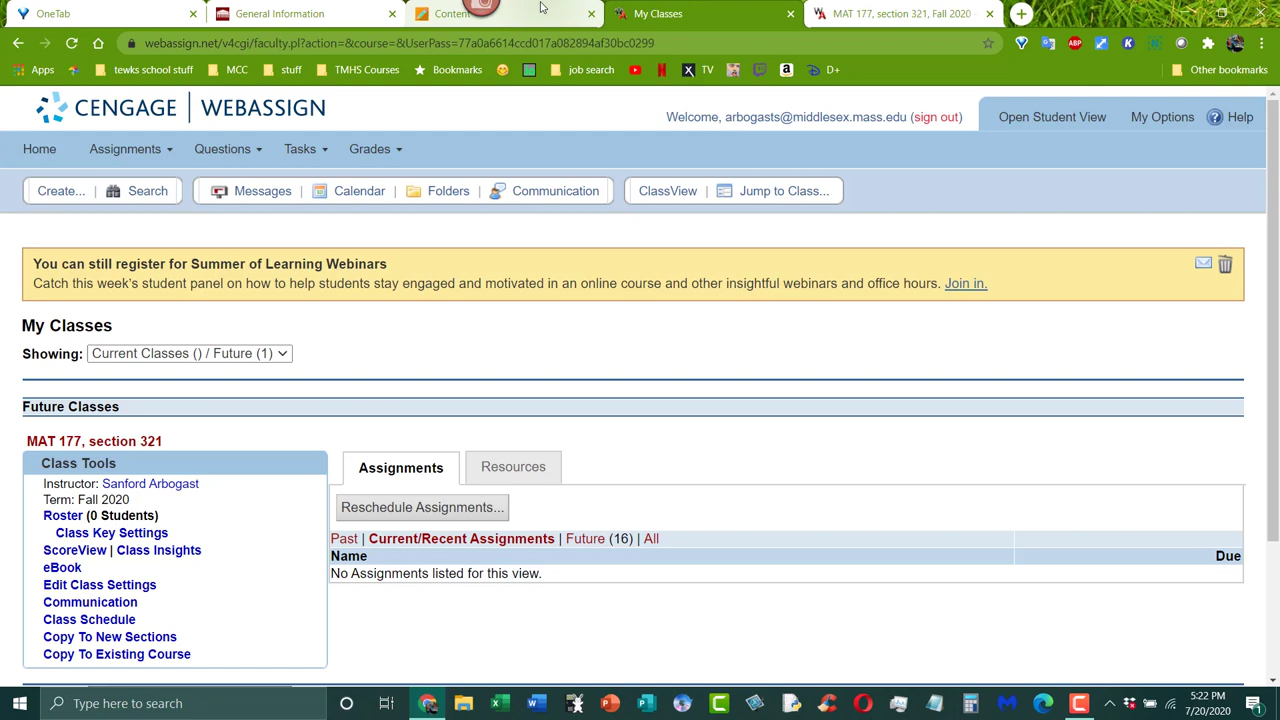 OneTab
General Information
Content
My Classes
MAT 177, section 321, Fall 2020
webassign.net/v4cgi/faculty.pl?action=&course=&UserPass=77a0a6614ccd017a082894af30bc0299
Apps
tewks school stuff
MCC
stuff
TMHS Courses
Bookmarks
job search
TV
D+
Other bookmarks
CENGAGE | WEBASSIGN
Welcome, arbogasts@middlesex.mass.edu (sign out)
Open Student View
My Options
Help
Home
Assignments
Questions
Tasks
Grades
Create...
Search
Messages
Calendar
Folders
Communication
ClassView
Jump to Class...
You can still register for Summer of Learning Webinars
Catch this week's student panel on how to help students stay engaged and motivated in an online course and other insightful webinars and office hours. Join in.
My Classes
Showing: Current Classes () / Future (1)
Future Classes
MAT 177, section 321
Class Tools
Instructor: Sanford Arbogast
Term: Fall 2020
Roster (0 Students)
Class Key Settings
ScoreView | Class Insights
eBook
Edit Class Settings
Communication
Class Schedule
Copy To New Sections
Copy To Existing Course
Assignments
Resources
Reschedule Assignments...
Past | Current/Recent Assignments | Future (16) | All
Name
Due
No Assignments listed for this view.
Type here to search
5:22 PM
7/20/2020